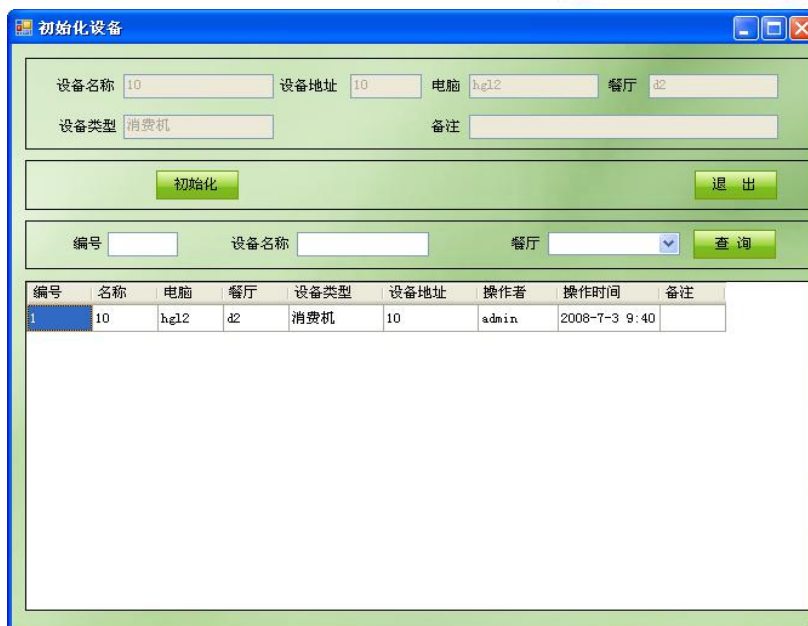 初始化设备
设备名称 10 设备地址 10 电脑 hgl2 餐厅 d2
设备类型 消费机 备注
初始化 退 出
编号 设备名称 餐厅 查 询
编号 名称 电脑 餐厅 设备类型 设备地址 操作者 操作时间 备注
1 10 hgl2 d2 消费机 10 admin 2008-7-3 9:40